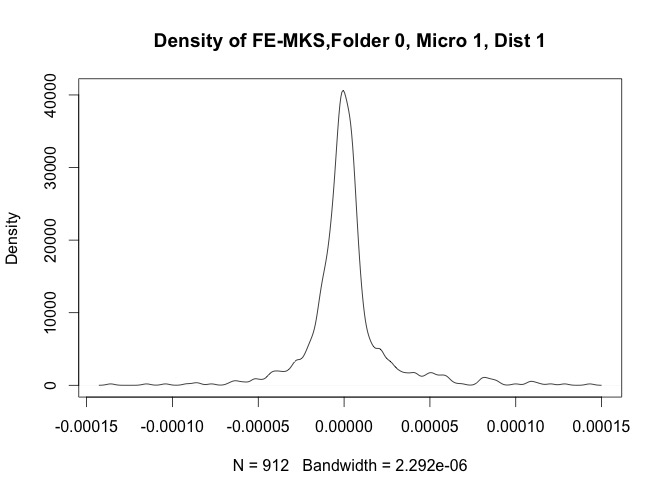 Density of FE-MKS,Folder 0, Micro 1, Dist 1
Density
40000
30000
20000
10000
0
-0.00015 -0.00010 -0.00005 0.00000 0.00005 0.00010 0.00015
N = 912 Bandwidth = 2.292e-06